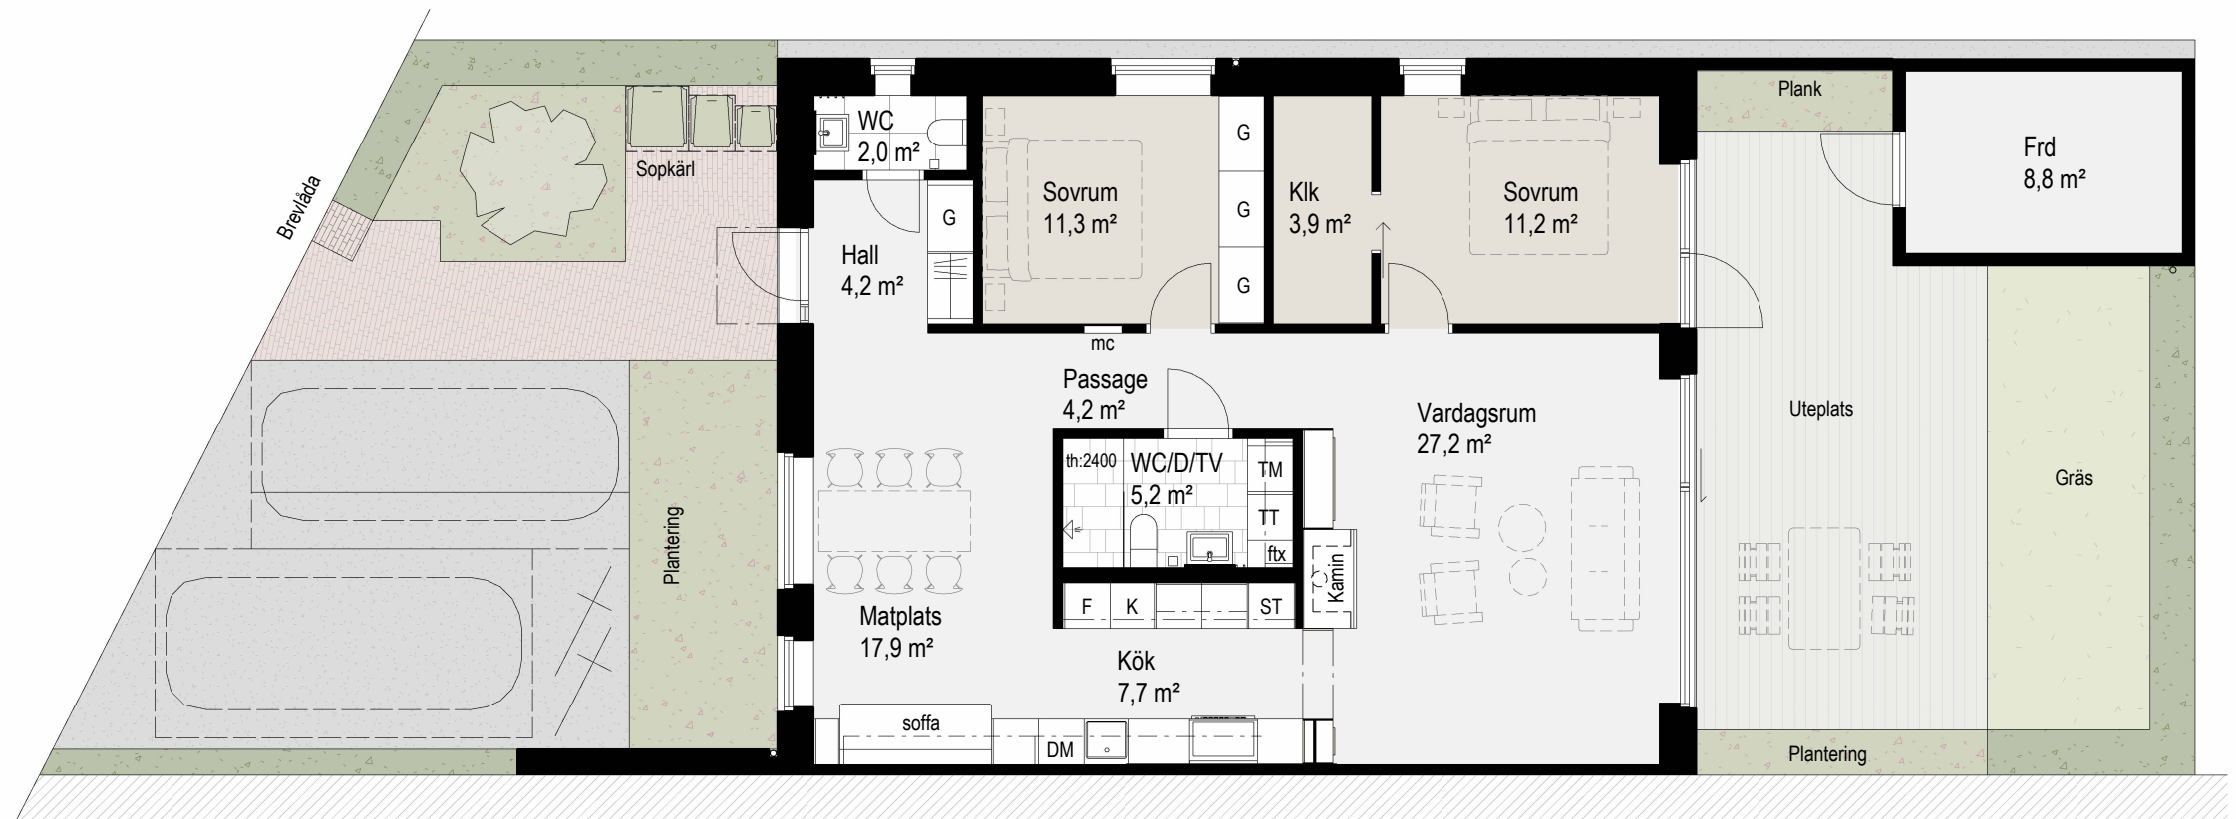 Brevlåda
Sopkärl
WC
2,0 m²
G
Hall
4,2 m²
Sovrum
11,3 m²
G
G
G
Klk
3,9 m²
Sovrum
11,2 m²
Plank
Frd
8,8 m²
mc
Passage
4,2 m²
Vardagsrum
27,2 m²
Uteplats
Gräs
th:2400
WC/D/TV
5,2 m²
TM
TT
ftx
Kamin
Plantering
Matplats
17,9 m²
F
K
ST
Kök
7,7 m²
soffa
DM
Plantering